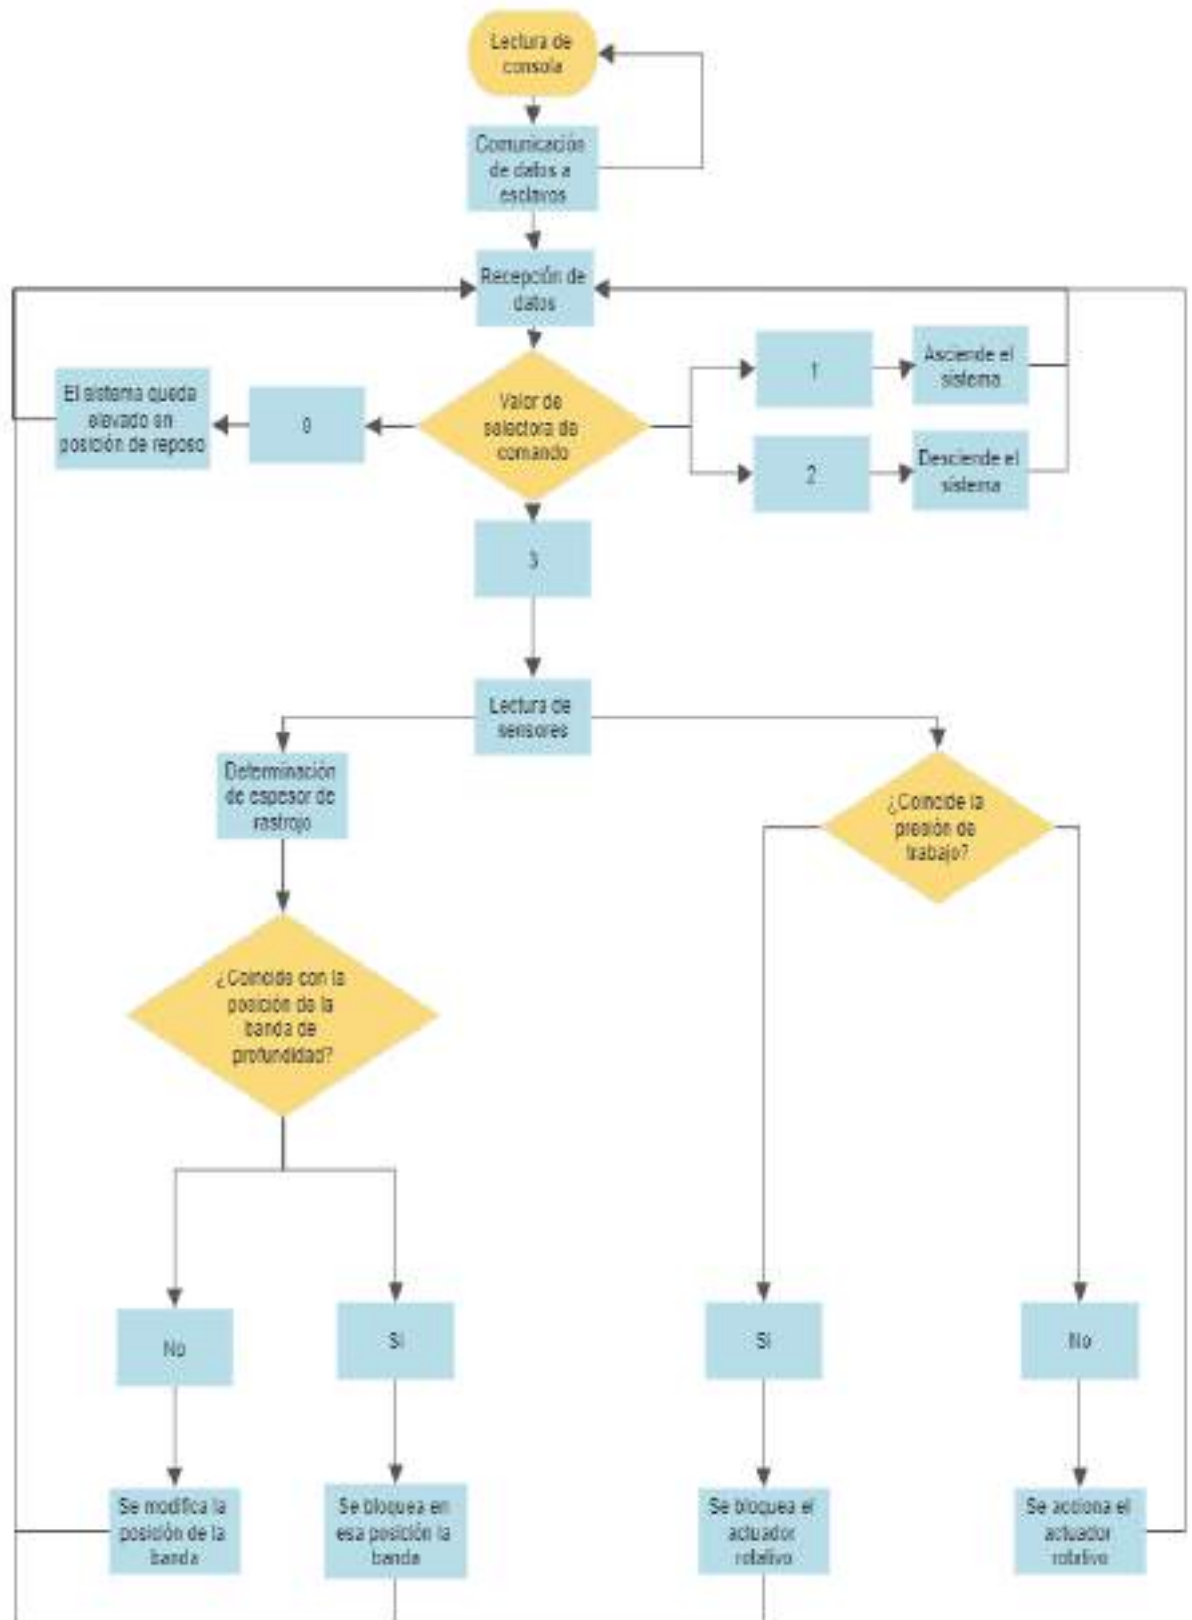 Lectura de
consola
Comunicación
de datos a
esclavos
Recepción de
datos
Valor de
selectora de
comando
1
Asciende el
sistema
2
Desciende el
sistema
0
El sistema queda
elevado en
posición de reposo
3
Lectura de
sensores
Determinación
de espesor de
rastrojo
¿Coincide la
presión de
trabajo?
¿Coincide con la
posición de la
banda de
profundidad?
No
Si
Si
No
Se modifica la
posición de la
banda
Se bloquea en
esa posición la
banda
Se bloquea el
actuador
rotativo
Se acciona el
actuador
rotativo